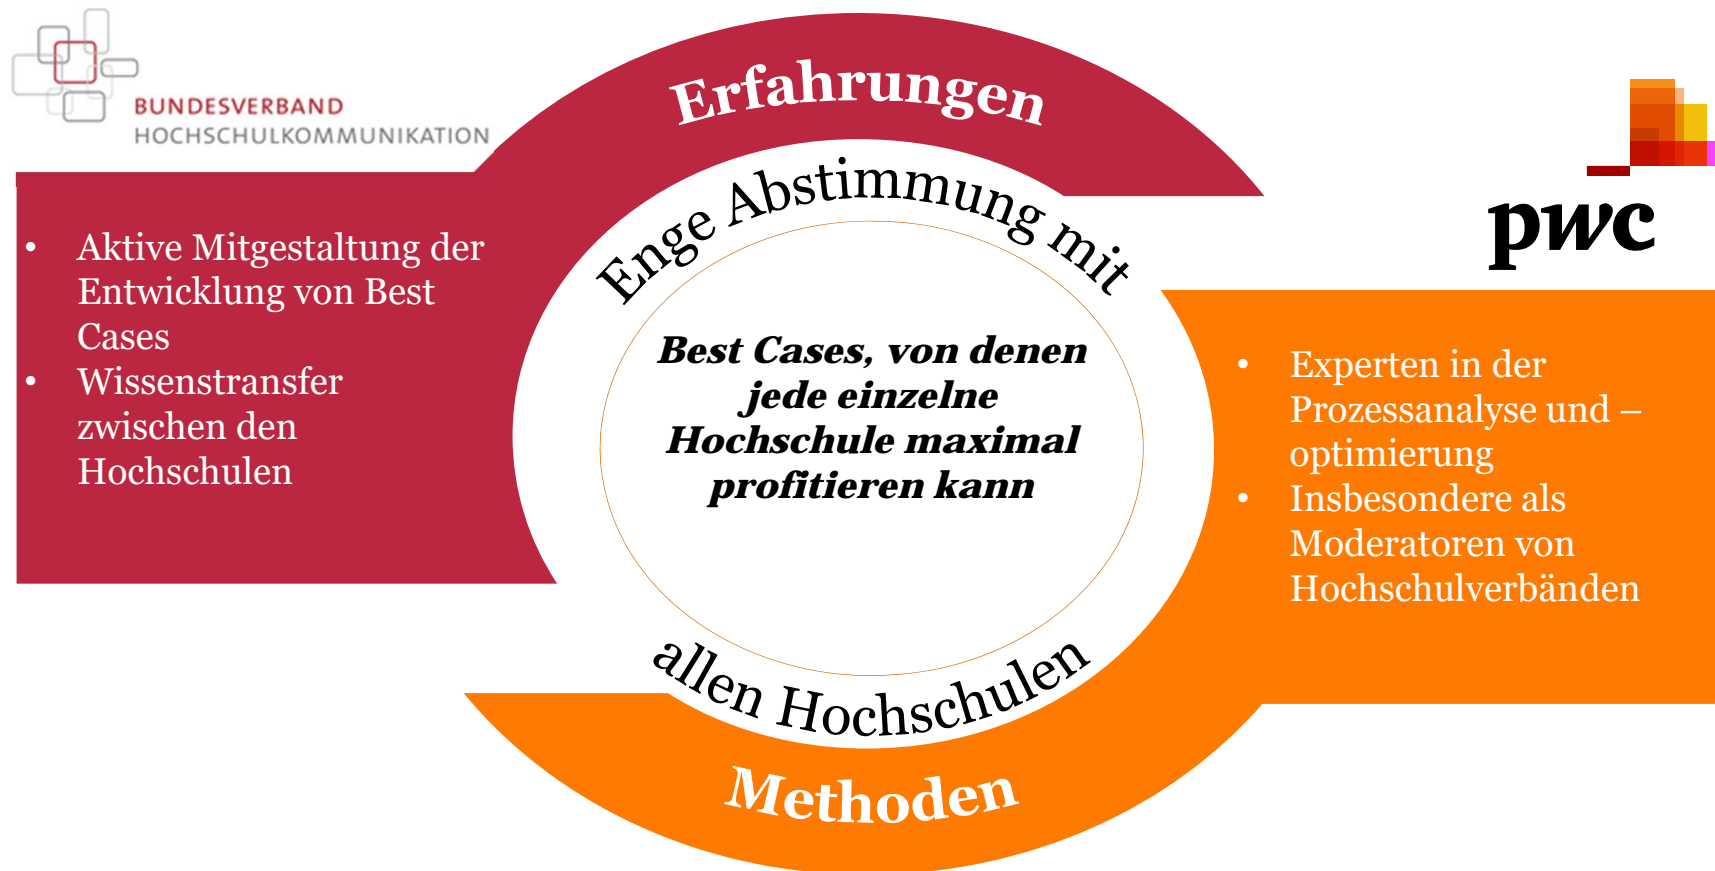 BUNDESVERBAND
HOCHSCHULKOMMUNIKATION
Erfahrungen
pwc
Enge Abstimmung mit
• Aktive Mitgestaltung der
Entwicklung von Best
Cases
• Wissenstransfer
zwischen den
Hochschulen
Best Cases, von denen
jede einzelne
Hochschule maximal
profitieren kann
• Experten in der
Prozessanalyse und –
optimierung
• Insbesondere als
Moderatoren von
Hochschulverbänden
allen Hochschulen
Methoden